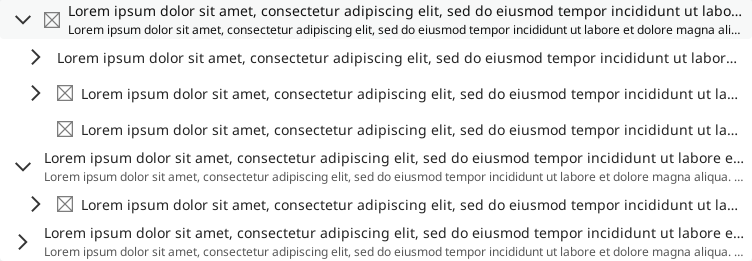 Lorem ipsum dolor sit amet, consectetur adipiscing elit, sed do eiusmod tempor incididunt ut labo...
Lorem ipsum dolor sit amet, consectetur adipiscing elit, sed do eiusmod tempor incididunt ut labore et dolore magna ali...
Lorem ipsum dolor sit amet, consectetur adipiscing elit, sed do eiusmod tempor incididunt ut labor...
Lorem ipsum dolor sit amet, consectetur adipiscing elit, sed do eiusmod tempor incididunt ut la...
Lorem ipsum dolor sit amet, consectetur adipiscing elit, sed do eiusmod tempor incididunt ut la...
Lorem ipsum dolor sit amet, consectetur adipiscing elit, sed do eiusmod tempor incididunt ut labore e...
Lorem ipsum dolor sit amet, consectetur adipiscing elit, sed do eiusmod tempor incididunt ut labore et dolore magna aliqua. ...
Lorem ipsum dolor sit amet, consectetur adipiscing elit, sed do eiusmod tempor incididunt ut la...
Lorem ipsum dolor sit amet, consectetur adipiscing elit, sed do eiusmod tempor incididunt ut labore e...
Lorem ipsum dolor sit amet, consectetur adipiscing elit, sed do eiusmod tempor incididunt ut labore et dolore magna aliqua. ...